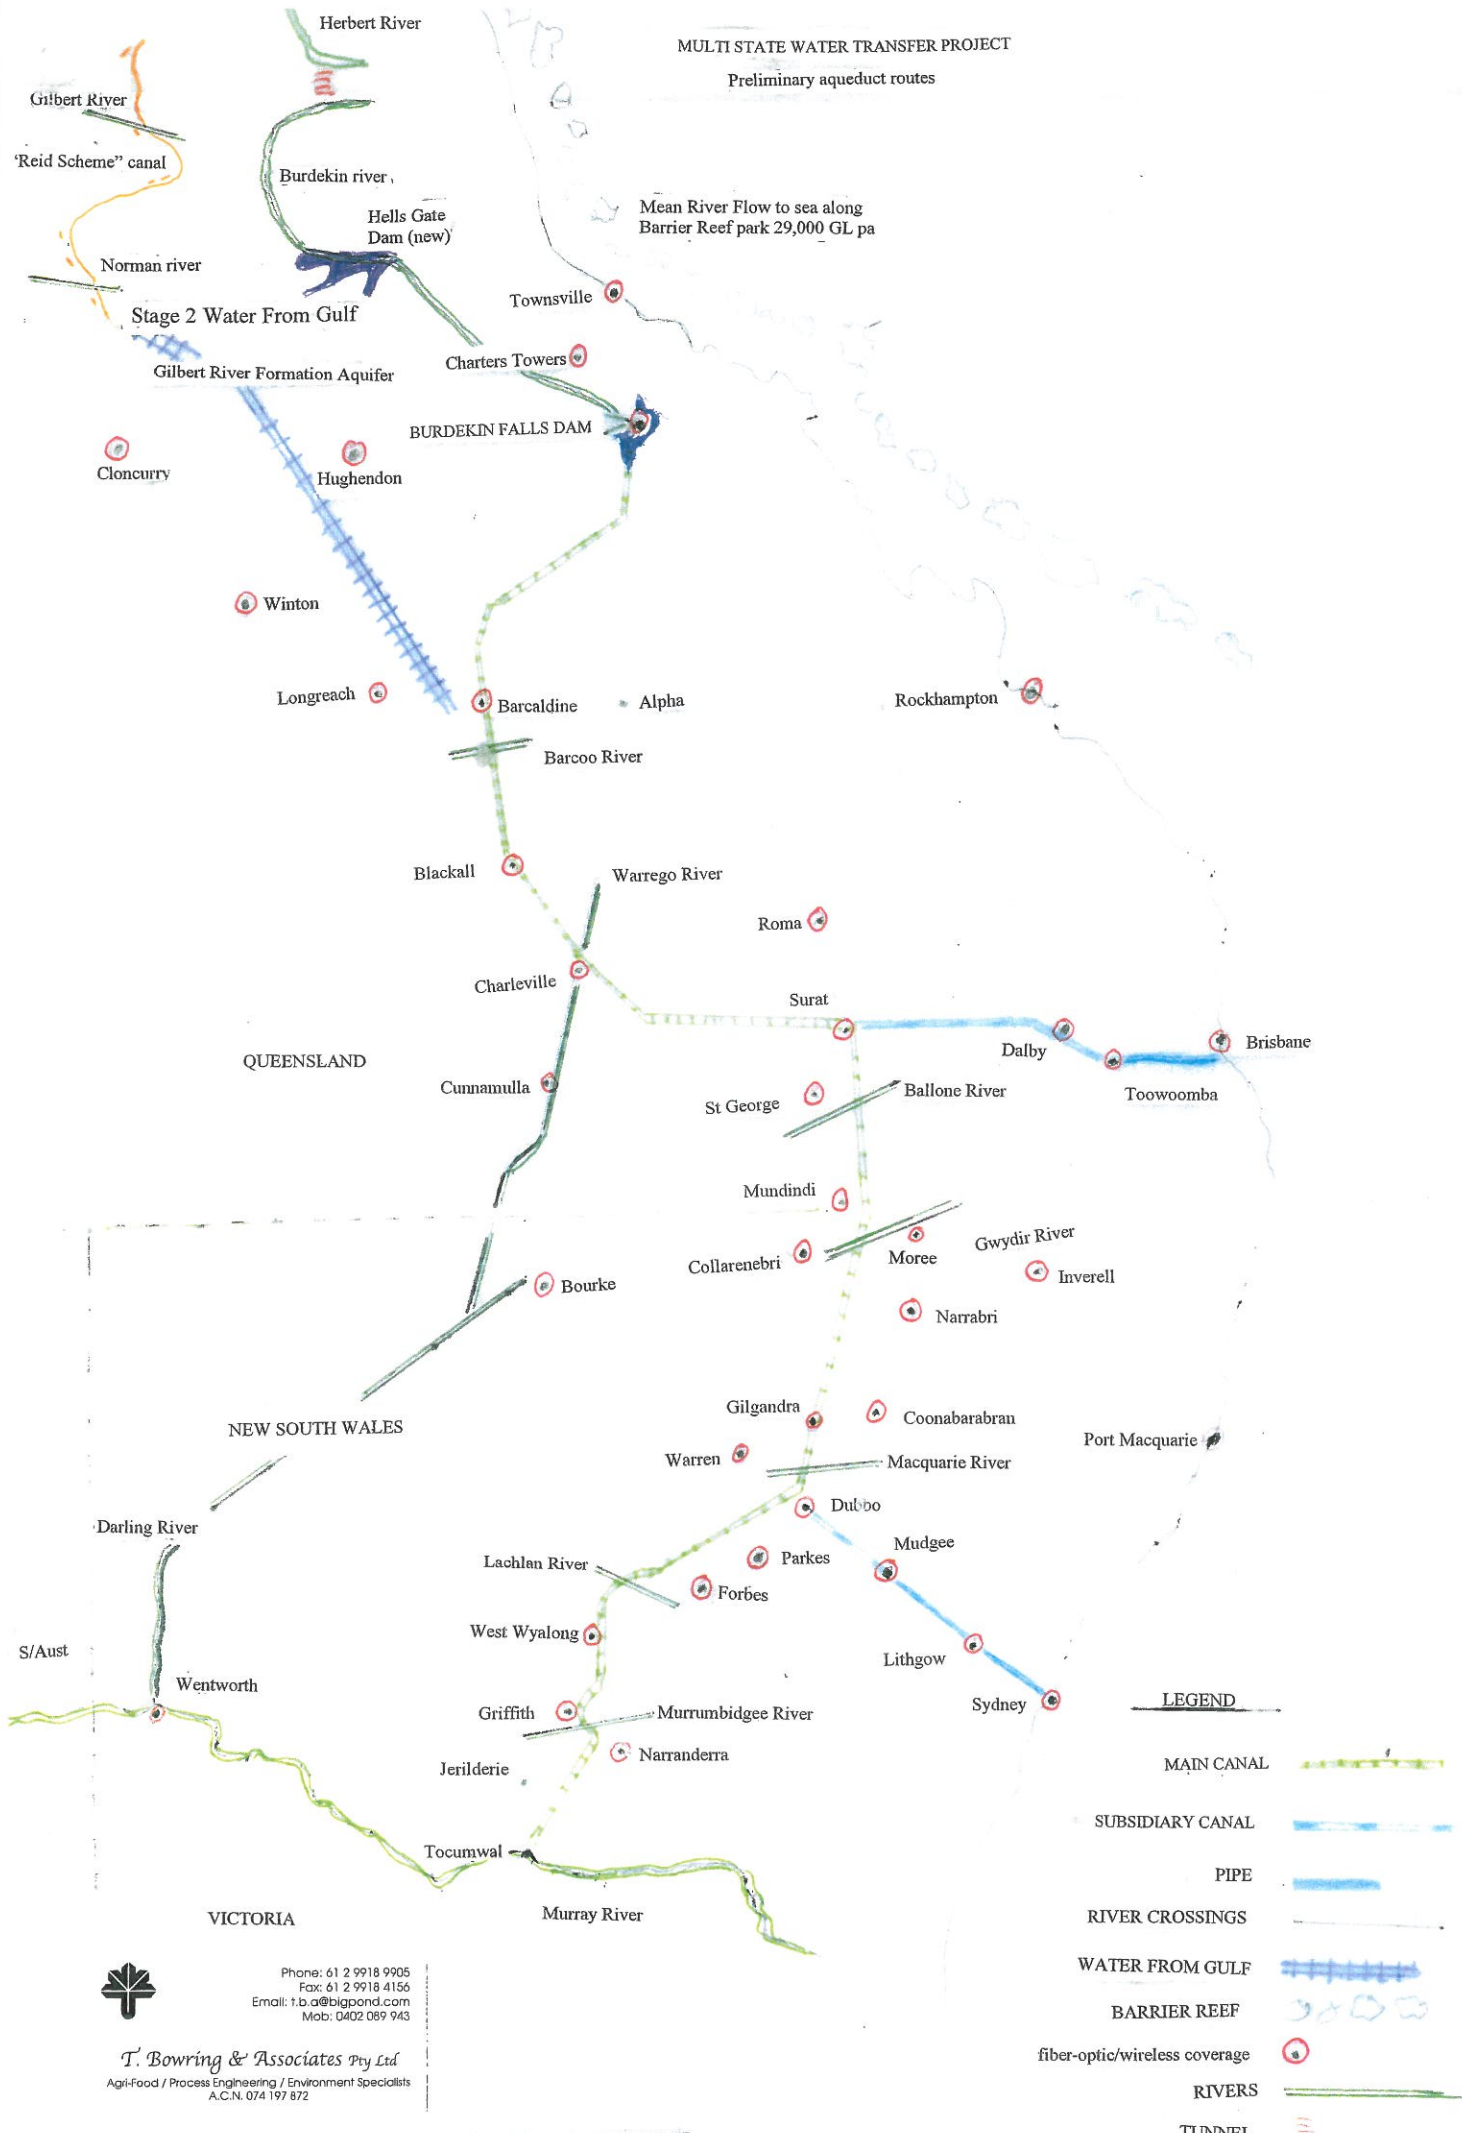 Herbert River
MULTI STATE WATER TRANSFER PROJECT
Preliminary aqueduct routes
Gilbert River
'Reid Scheme" canal
Burdekin river
Hells Gate
Dam (new)
Mean River Flow to sea along
Barrier Reef park 29,000 GL pa
Norman river
Townsville
Stage 2 Water From Gulf
Charters Towers
Gilbert River Formation Aquifer
BURDEKIN FALLS DAM
Cloncurry
Hughendon
Winton
Longreach
Barcaldine
Alpha
Rockhampton
Barcoo River
Blackall
Warrego River
Roma
Charleville
Surat
QUEENSLAND
Dalby
Brisbane
Cunnamulla
St George
Ballone River
Toowoomba
Mundindi
Collarenebri
Moree
Gwydir River
Inverell
Bourke
Narrabri
Gilgandra
Coonabarabran
NEW SOUTH WALES
Port Macquarie
Warren
Macquarie River
Dubbo
Darling River
Mudgee
Lachlan River
Parkes
Forbes
West Wyalong
S/Aust
Lithgow
Wentworth
Sydney
LEGEND
Griffith
Murrumbidgee River
Narranderra
Jerilderie
MAIN CANAL
SUBSIDIARY CANAL
Tocumwal
PIPE
VICTORIA
Murray River
RIVER CROSSINGS
WATER FROM GULF
BARRIER REEF
fiber-optic/wireless coverage
RIVERS
TUNNEL
Phone: 61 2 9918 9905
Fax: 61 2 9918 4156
Email: t.b.a@bigpond.com
Mob: 0402 089 943
T. Bowring & Associates Pty Ltd
Agri-Food / Process Engineering / Environment Specialists
A.C.N. 074 197 872